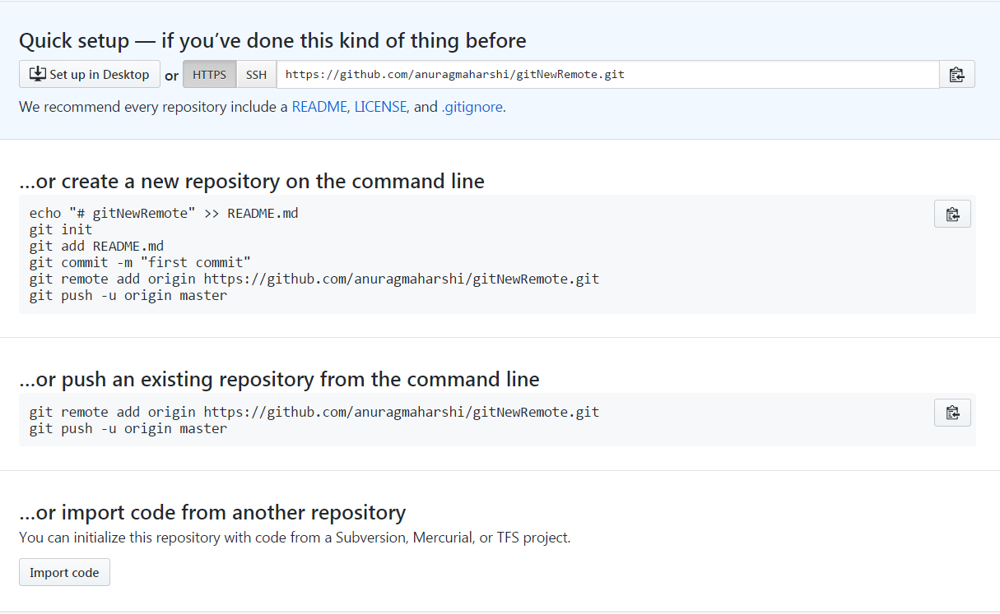 Quick setup — if you’ve done this kind of thing before
Set up in Desktop or HTTPS SSH https://github.com/anuragmaharshi/gitNewRemote.git
We recommend every repository include a README, LICENSE, and .gitignore.
…or create a new repository on the command line
echo "# gitNewRemote" >> README.md
git init
git add README.md
git commit -m "first commit"
git remote add origin https://github.com/anuragmaharshi/gitNewRemote.git
git push -u origin master
…or push an existing repository from the command line
git remote add origin https://github.com/anuragmaharshi/gitNewRemote.git
git push -u origin master
…or import code from another repository
You can initialize this repository with code from a Subversion, Mercurial, or TFS project.
Import code